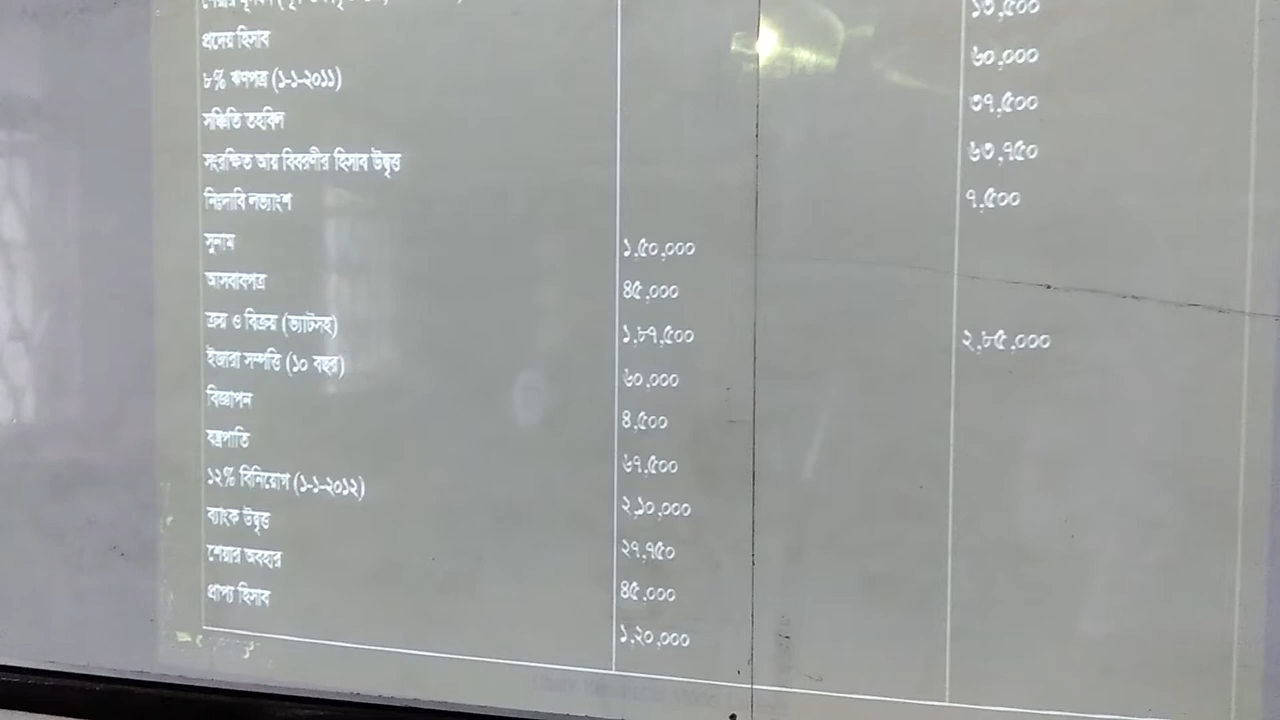 প্রদেয় হিসাব ১৩,৫০০
৮% ঋণপত্র (১-১-২০১১) ৬০,০০০
সঞ্চিতি তহবিল ৩৭,৫০০
সংরক্ষিত আয় বিবরণীর হিসাব উদ্বৃত্ত ৬৩,৭৫০
নিঃদাবি লভ্যাংশ ৭,৫০০
সুনাম ১,৫০,০০০
আসবাবপত্র ৪৫,০০০
ক্রয় ও বিক্রয় (ভ্যাটসহ) ১,৮৭,৫০০ ২,৮৫,০০০
ইজারা সম্পত্তি (১০ বছর) ৬০,০০০
বিজ্ঞাপন ৪,৫০০
যন্ত্রপাতি ৬৭,৫০০
১২% বিনিয়োগ (১-১-২০১২) ২,১০,০০০
ব্যাংক উদ্বৃত্ত ২৭,৭৫০
শেয়ার অবহার ৪৫,০০০
প্রাপ্য হিসাব ১,২০,০০০